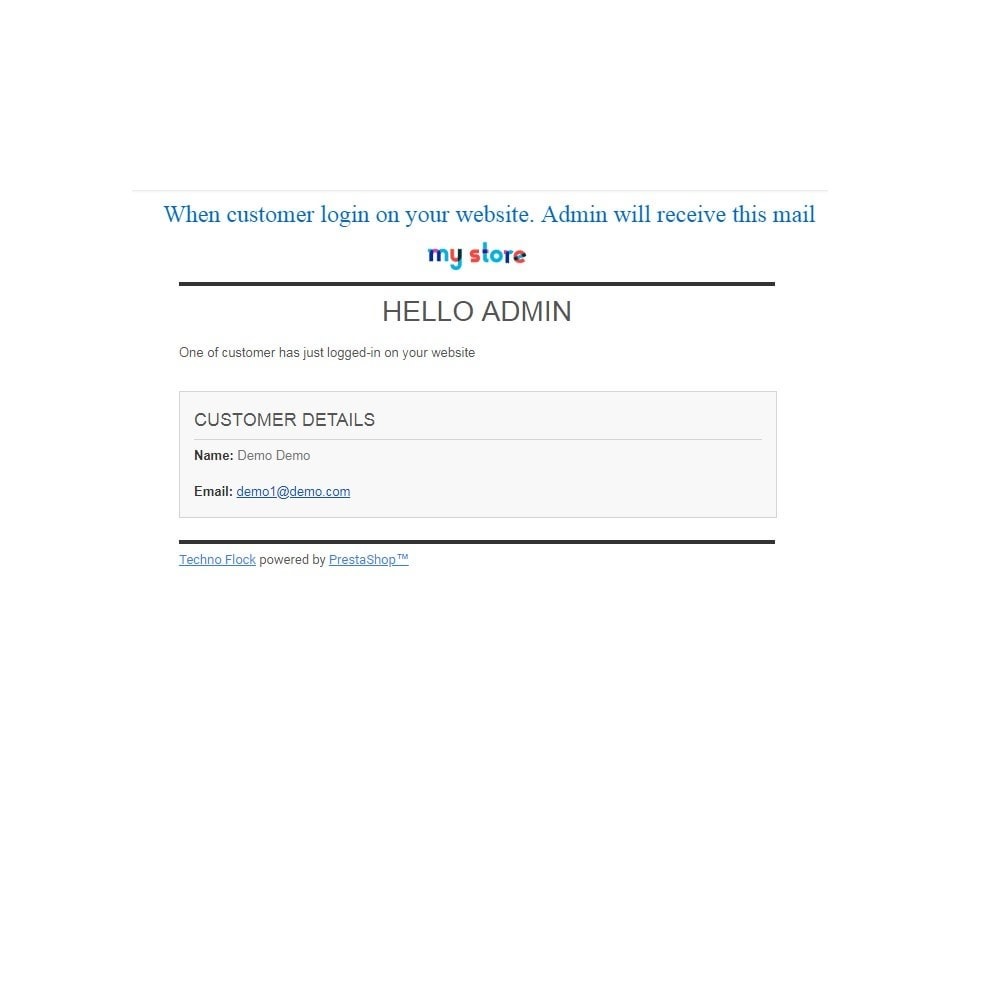 When customer login on your website. Admin will receive this mail
my store
HELLO ADMIN
One of customer has just logged-in on your website
CUSTOMER DETAILS
Name: Demo Demo
Email: demo1@demo.com
Techno Flock powered by PrestaShop™